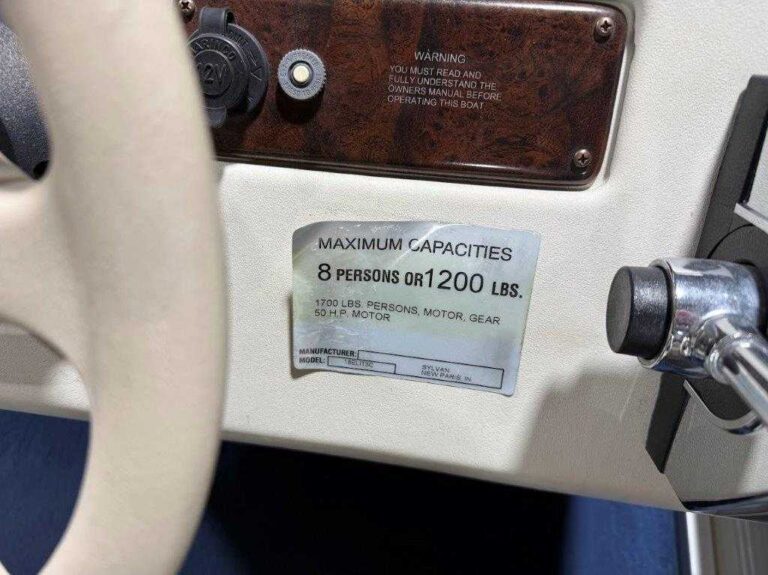 12V
WARNING
YOU MUST READ AND
FULLY UNDERSTAND THE
OWNERS MANUAL BEFORE
OPERATING THIS BOAT
MAXIMUM CAPACITIES
8 PERSONS OR 1200 LBS.
1700 LBS. PERSONS, MOTOR, GEAR
50 H.P. MOTOR
MANUFACTURER:
MODEL:
SYLVAN
NEW PARIS IN